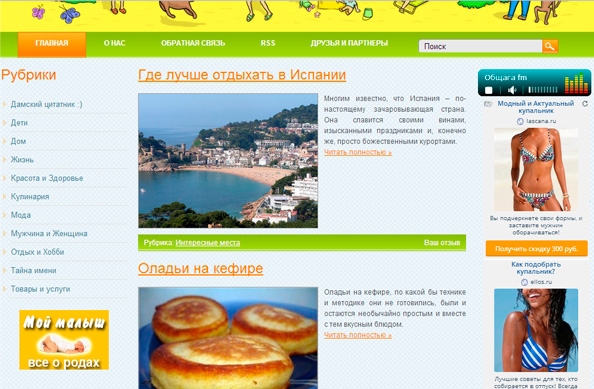 ГЛАВНАЯ
О НАС
ОБРАТНАЯ СВЯЗЬ
RSS
ДРУЗЬЯ И ПАРТНЕРЫ
Поиск
Рубрики
Дамский цитатник :)
Дети
Дом
Жизнь
Красота и Здоровье
Кулинария
Мода
Мужчина и Женщина
Отдых и Хобби
Тайна имени
Товары и услуги
Мой малыш
все о родах
Где лучше отдыхать в Испании
Многим известно, что Испания – по-
настоящему зачаровывающая страна.
Она славится своими винами,
изысканными праздниками и, конечно
же, просто божественными курортами.
Читать полностью »
Рубрика: Интересные места
Ваш отзыв
Оладьи на кефире
Оладьи на кефире, по какой бы технике
и методике они не готовились, были и
остаются необычайно простым и вместе
с тем вкусным блюдом.
Читать полностью »
Общага fm
Модный и Актуальный
купальник
lascana.ru
Вы подчеркнете свои формы, и
заставите мужчин
оборачиваться!
Получить скидку 300 руб.
Как подобрать
купальник?
ellos.ru
Лучшие советы для тех, кто
собирается в отпуск! Всегда